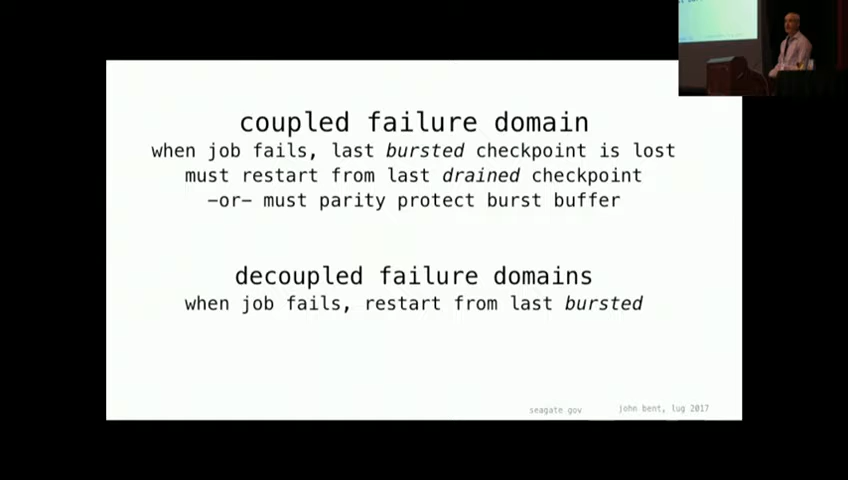 coupled failure domain
when job fails, last bursted checkpoint is lost
must restart from last drained checkpoint
-or- must parity protect burst buffer
decoupled failure domains
when job fails, restart from last bursted
seagate gov
john bent, lug 2017